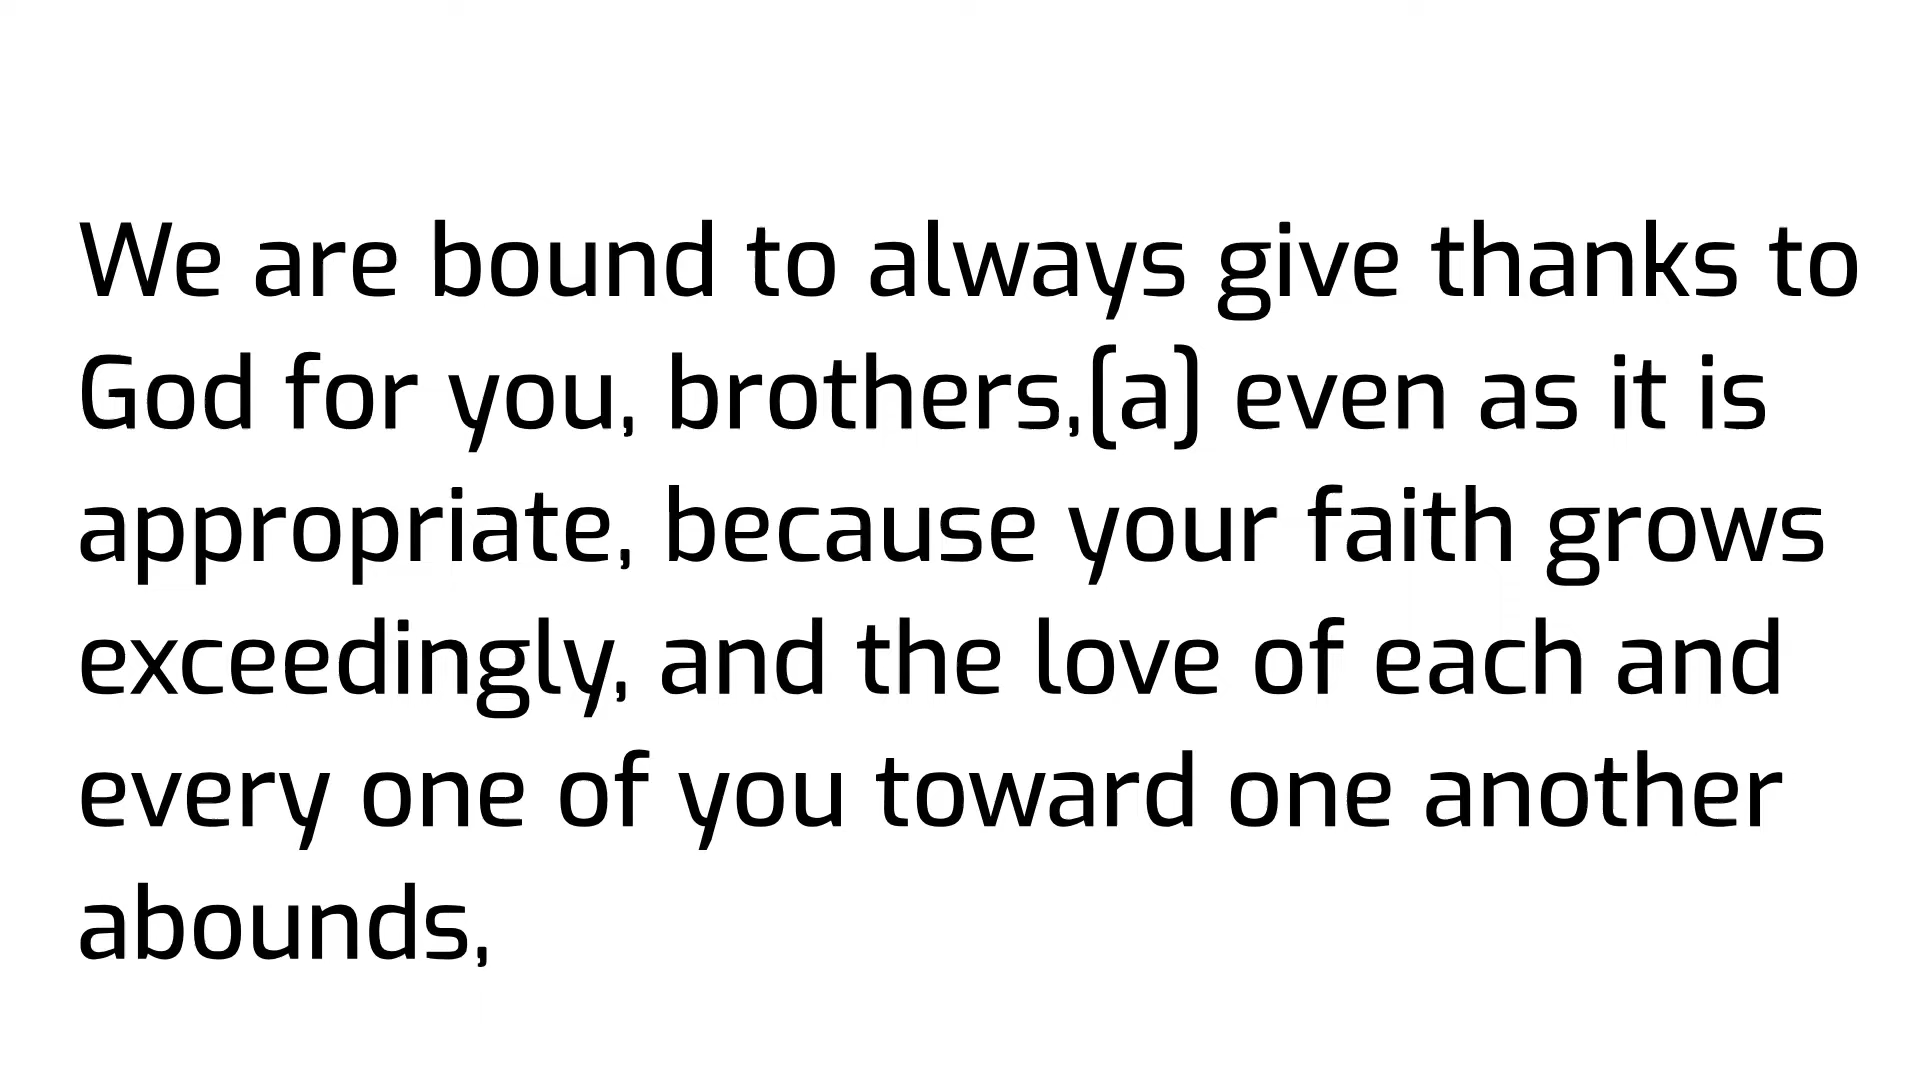 We are bound to always give thanks to
God for you, brothers,[a] even as it is
appropriate, because your faith grows
exceedingly, and the love of each and
every one of you toward one another
abounds,